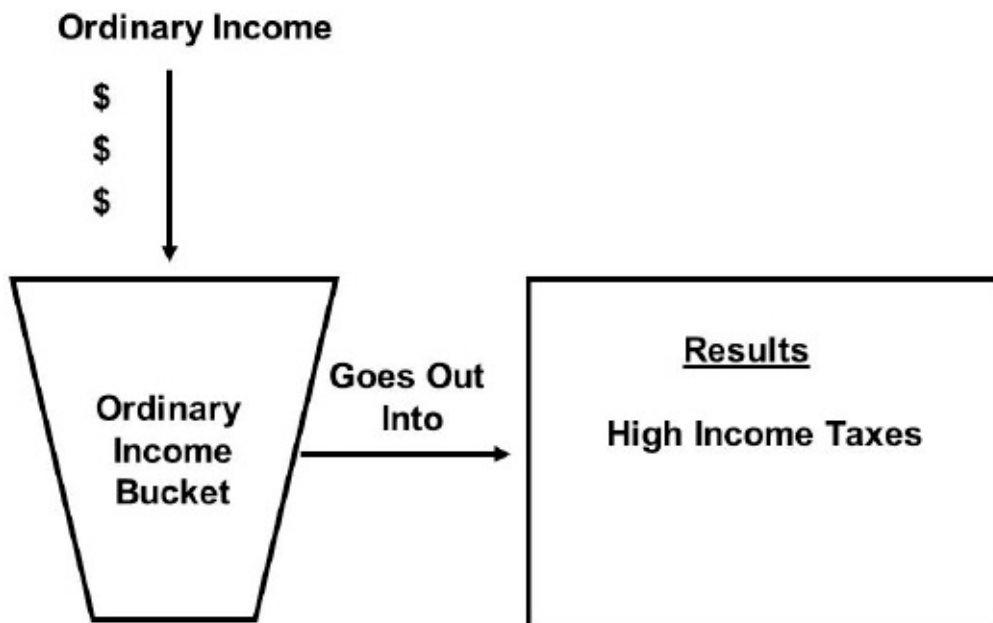 Ordinary Income
$
$
$
Ordinary
Income
Bucket
Goes Out
Into
Results
High Income Taxes